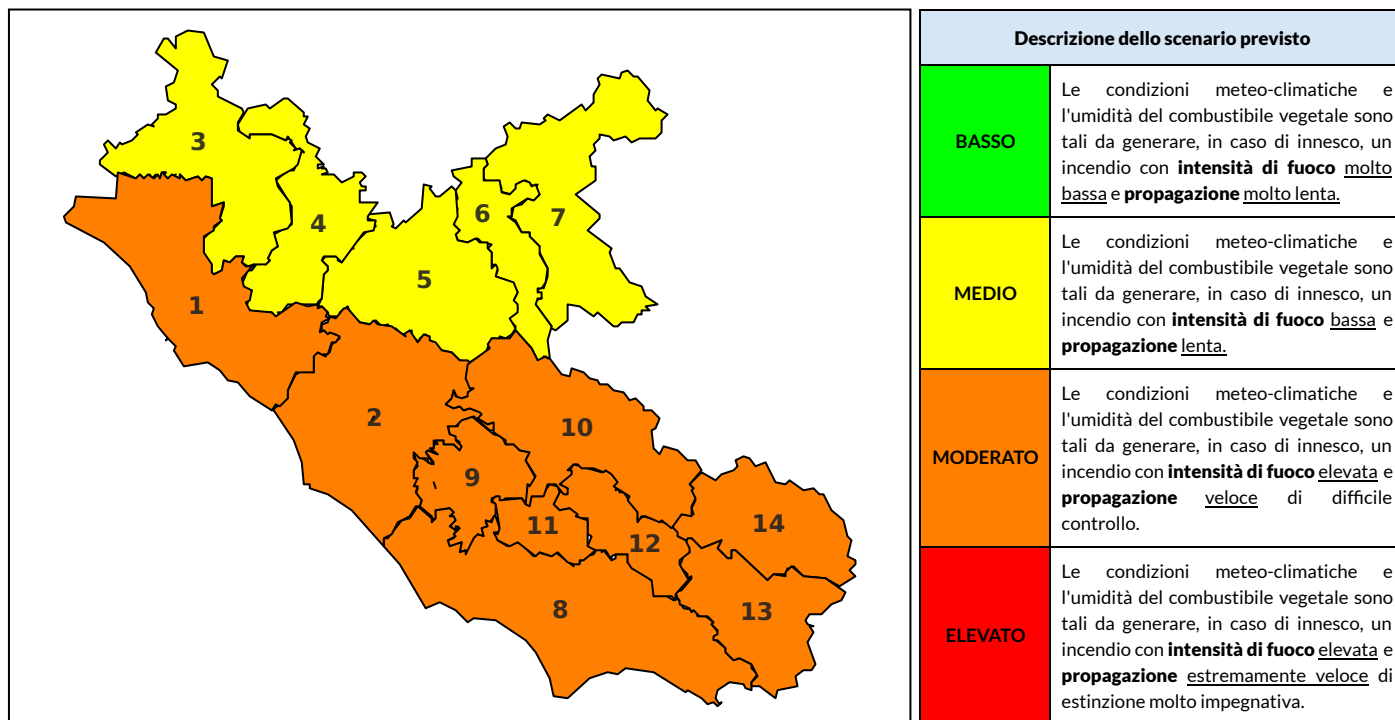 3
4
6
7
5
1
2
10
9
11
12
14
8
13
Descrizione dello scenario previsto
BASSO
Le condizioni meteo-climatiche e
l'umidità del combustibile vegetale sono
tali da generare, in caso di innesco, un
incendio con intensità di fuoco molto
bassa e propagazione molto lenta.
MEDIO
Le condizioni meteo-climatiche e
l'umidità del combustibile vegetale sono
tali da generare, in caso di innesco, un
incendio con intensità di fuoco bassa e
propagazione lenta.
MODERATO
Le condizioni meteo-climatiche e
l'umidità del combustibile vegetale sono
tali da generare, in caso di innesco, un
incendio con intensità di fuoco elevata e
propagazione veloce di difficile
controllo.
ELEVATO
Le condizioni meteo-climatiche e
l'umidità del combustibile vegetale sono
tali da generare, in caso di innesco, un
incendio con intensità di fuoco elevata e
propagazione estremamente veloce di
estinzione molto impegnativa.